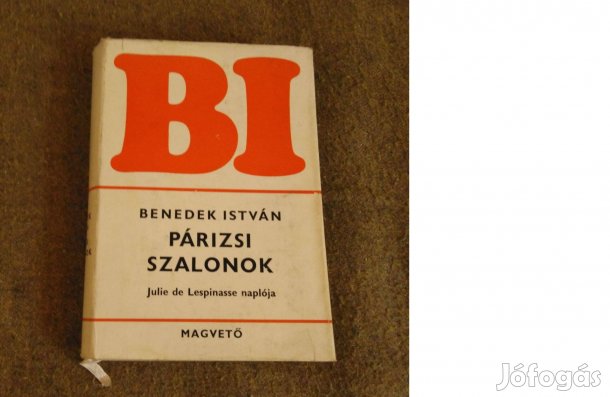 BI
BENEDEK ISTVÁN
PÁRIZSI
SZALONOK
Julie de Lespinasse naplója
MAGVETŐ
Jófogás